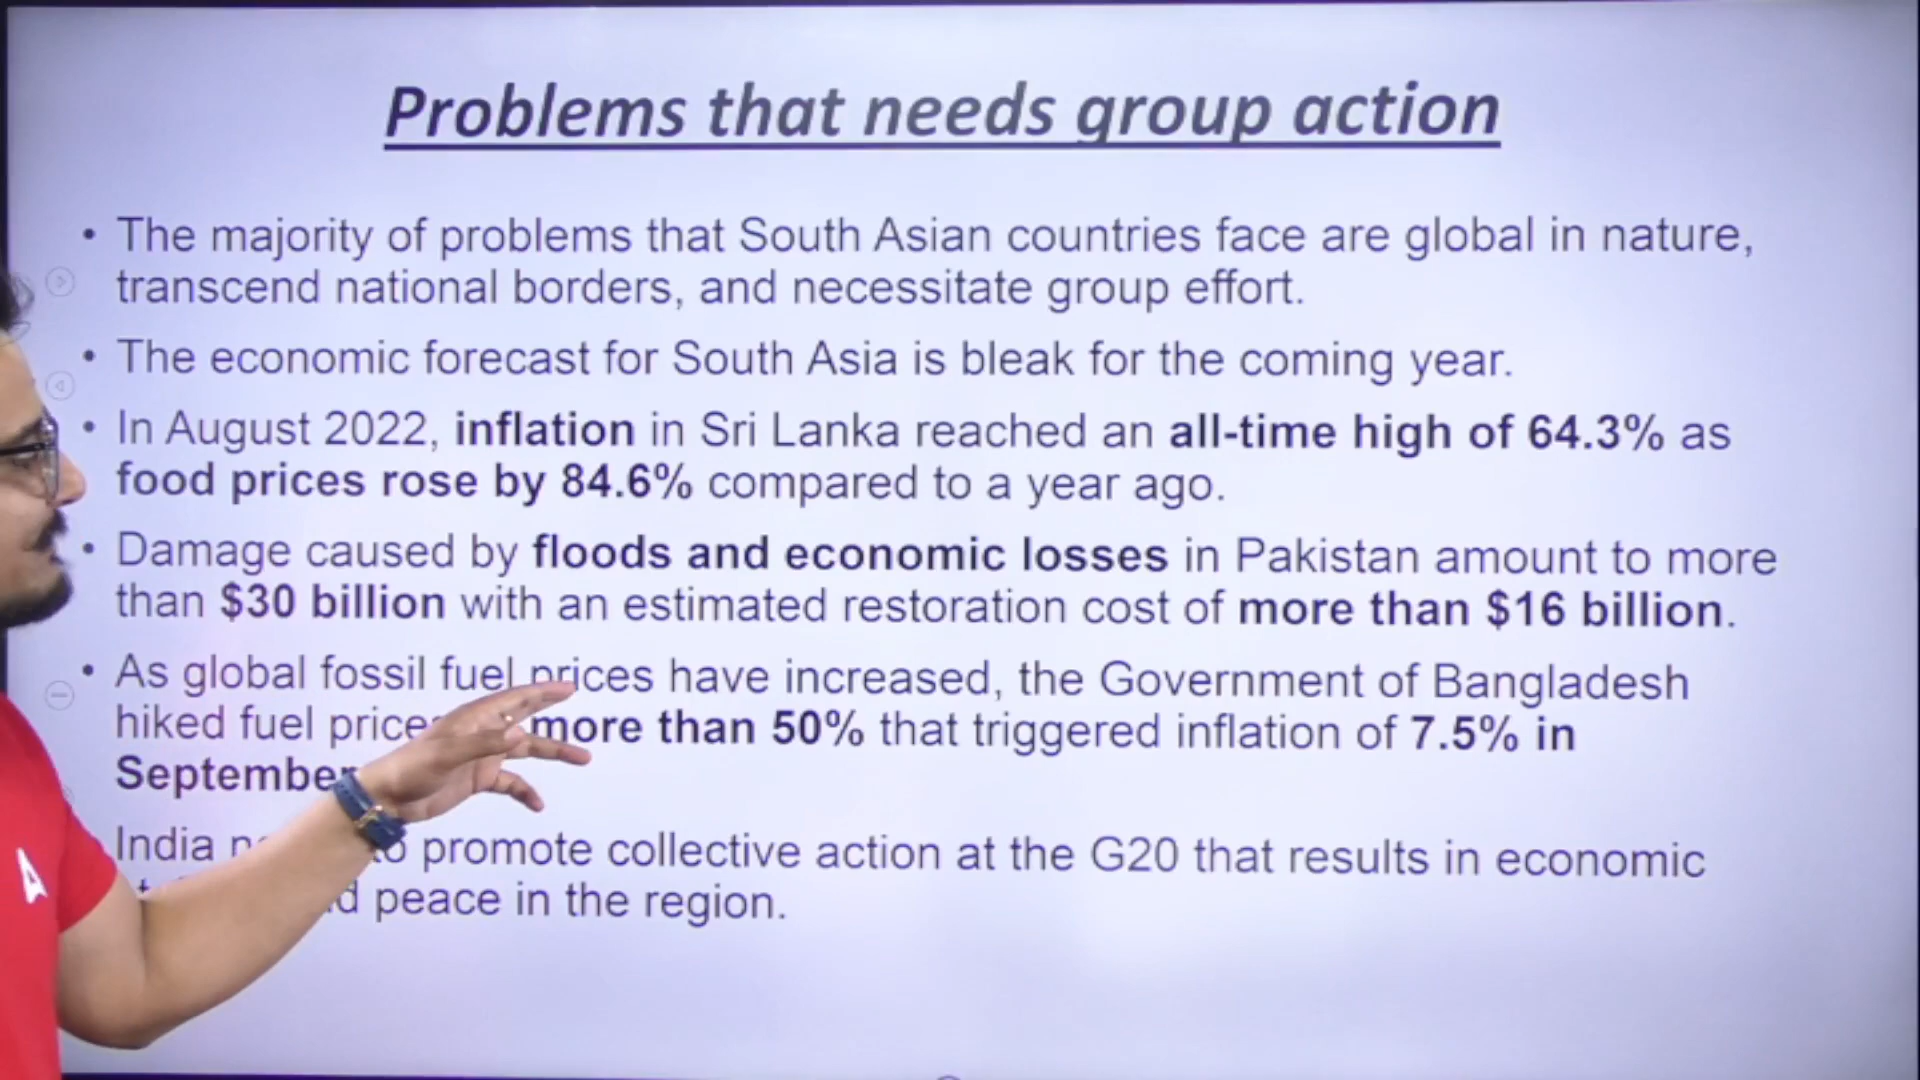 Problems that needs group action
• The majority of problems that South Asian countries face are global in nature,
transcend national borders, and necessitate group effort.
• The economic forecast for South Asia is bleak for the coming year.
• In August 2022, inflation in Sri Lanka reached an all-time high of 64.3% as
food prices rose by 84.6% compared to a year ago.
• Damage caused by floods and economic losses in Pakistan amount to more
than $30 billion with an estimated restoration cost of more than $16 billion.
• As global fossil fuel prices have increased, the Government of Bangladesh
hiked fuel more than 50% that triggered inflation of 7.5% in
September
India promote collective action at the G20 that results in economic
peace in the region.